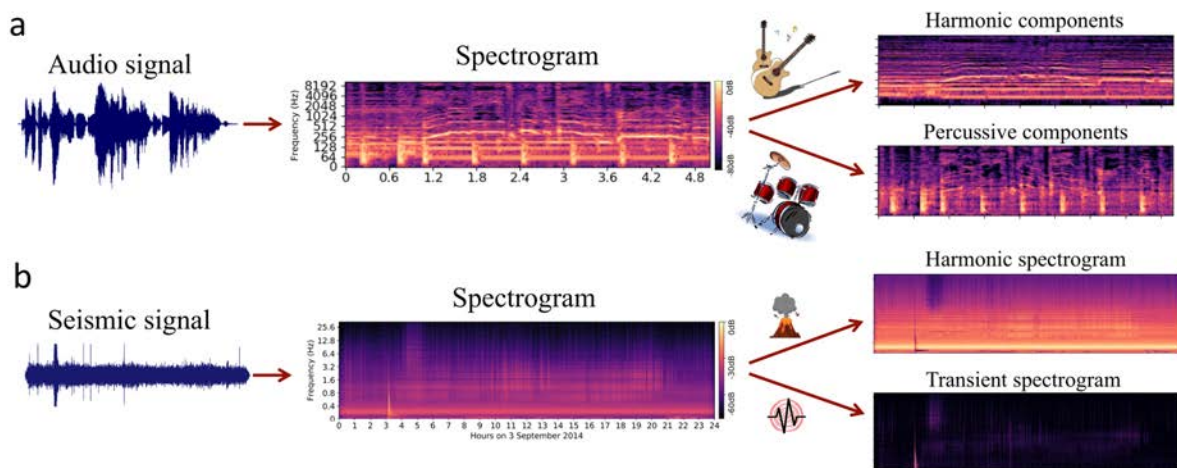 a
Audio signal
Spectrogram
Frequency (Hz)
8192
4096
2048
1024
512
256
128
64
0
0 0.6 1.2 1.8 2.4 3 3.6 4.2 4.8
0dB
-40dB
-80dB
Harmonic components
Percussive components
b
Seismic signal
Spectrogram
Frequency (Hz)
25.6
12.8
6.4
3.2
1.6
0.8
0.4
0
0 1 2 3 4 5 6 7 8 9 10 11 12 13 14 15 16 17 18 19 20 21 22 23 24
Hours on 3 September 2014
0dB
-30dB
-60dB
Harmonic spectrogram
Transient spectrogram